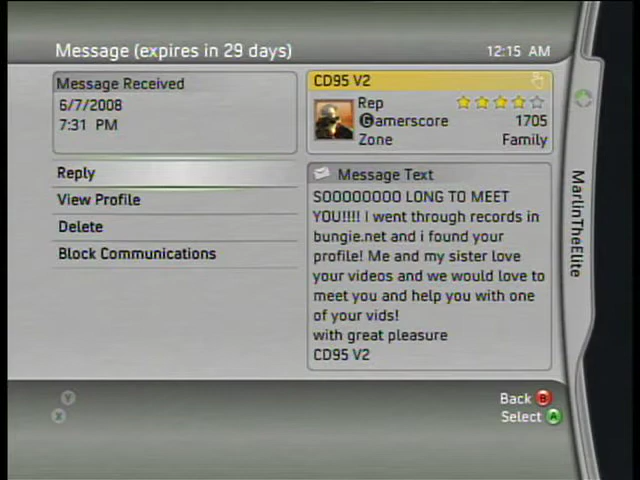 Message (expires in 29 days)
12:15 AM
Message Received
6/7/2008
7:31 PM
Reply
View Profile
Delete
Block Communications
CD95 V2
Rep
Gamerscore 1705
Zone Family
Message Text
SOOOOOOOO LONG TO MEET
YOU!!!! I went through records in
bungie.net and i found your
profile! Me and my sister love
your videos and we would love to
meet you and help you with one
of your vids!
with great pleasure
CD95 V2
MarlinTheElite
Y
X
Back B
Select A